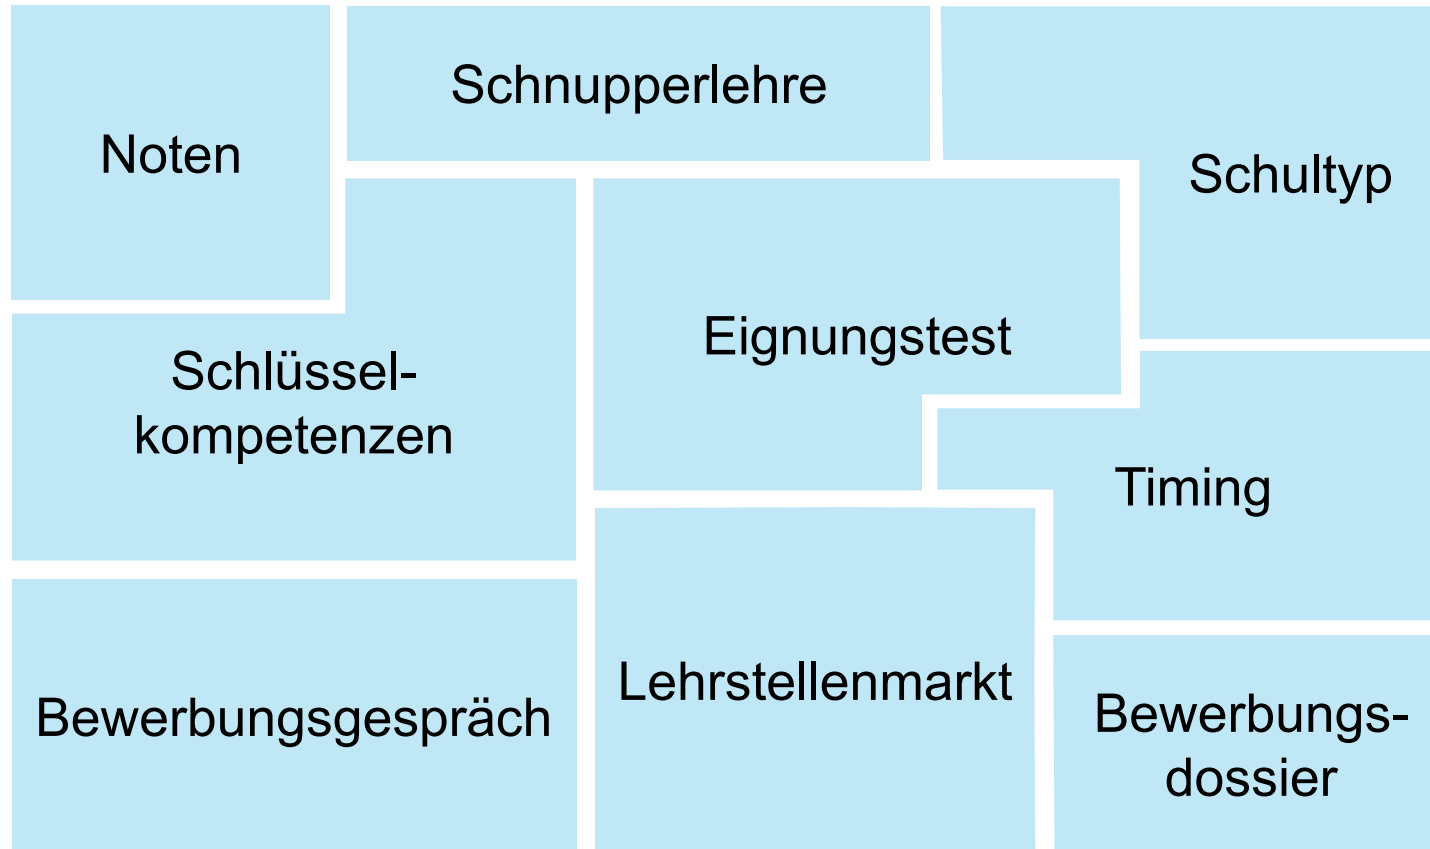 Noten
Schnupperlehre
Schultyp
Schlüssel-
kompetenzen
Eignungstest
Timing
Bewerbungsgespräch
Lehrstellenmarkt
Bewerbungs-
dossier